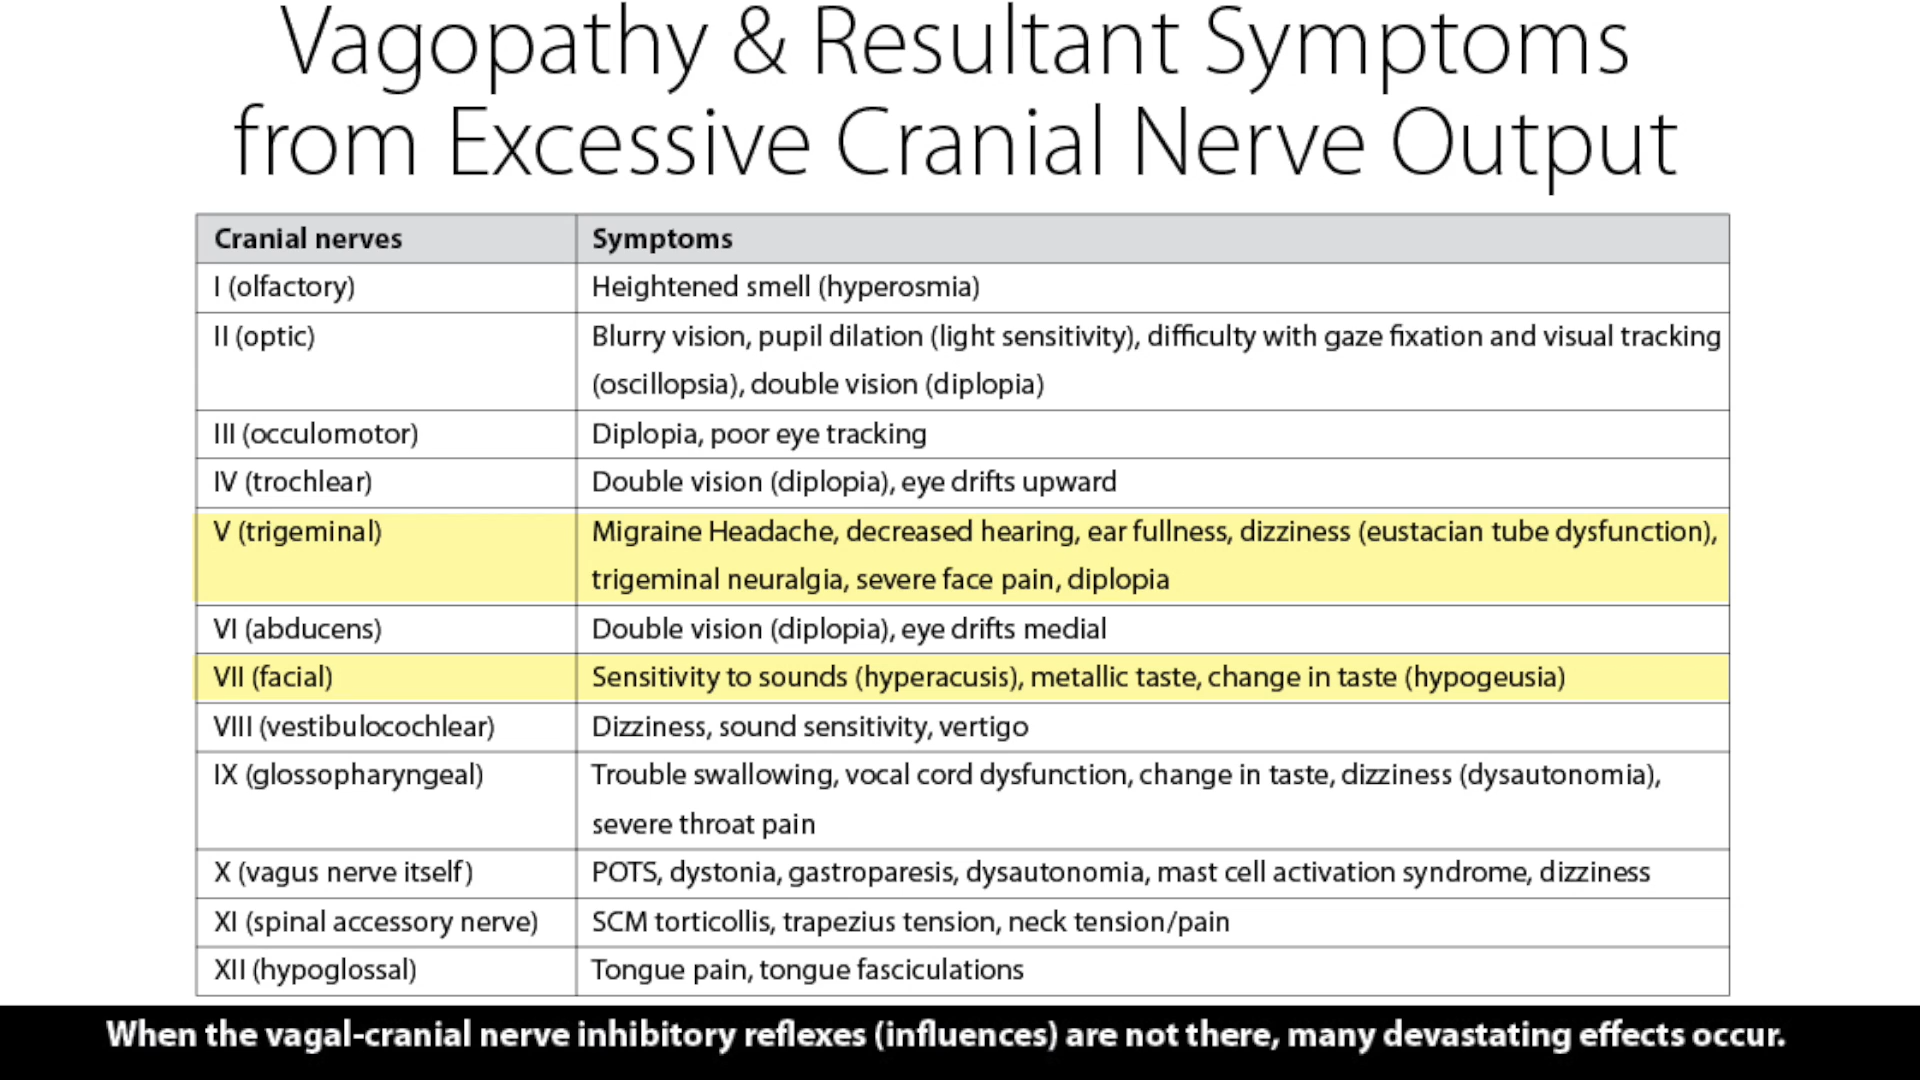 Vagopathy & Resultant Symptoms
from Excessive Cranial Nerve Output
Cranial nerves Symptoms
I (olfactory) Heightened smell (hyperosmia)
II (optic) Blurry vision, pupil dilation (light sensitivity), difficulty with gaze fixation and visual tracking
(oscillopsia), double vision (diplopia)
III (occulomotor) Diplopia, poor eye tracking
IV (trochlear) Double vision (diplopia), eye drifts upward
V (trigeminal) Migraine Headache, decreased hearing, ear fullness, dizziness (eustacian tube dysfunction),
trigeminal neuralgia, severe face pain, diplopia
VI (abducens) Double vision (diplopia), eye drifts medial
VII (facial) Sensitivity to sounds (hyperacusis), metallic taste, change in taste (hypogeusia)
VIII (vestibulocochlear) Dizziness, sound sensitivity, vertigo
IX (glossopharyngeal) Trouble swallowing, vocal cord dysfunction, change in taste, dizziness (dysautonomia),
severe throat pain
X (vagus nerve itself) POTS, dystonia, gastroparesis, dysautonomia, mast cell activation syndrome, dizziness
XI (spinal accessory nerve) SCM torticollis, trapezius tension, neck tension/pain
XII (hypoglossal) Tongue pain, tongue fasciculations
When the vagal-cranial nerve inhibitory reflexes (influences) are not there, many devastating effects occur.